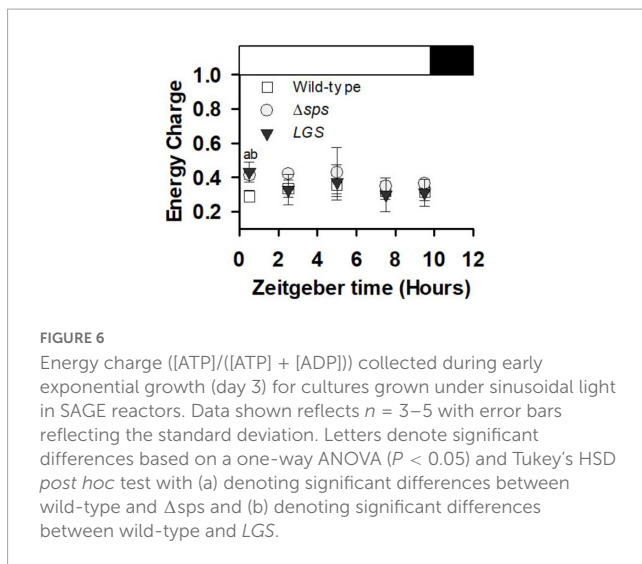 1.0
0.8
0.6
0.4
0.2
Energy Charge
Wild-type
Δsps
LGS
ab
0 2 4 6 8 10 12
Zeitgeber time (Hours)
FIGURE 6
Energy charge ([ATP]/([ATP] + [ADP])) collected during early
exponential growth (day 3) for cultures grown under sinusoidal light
in SAGE reactors. Data shown reflects n = 3–5 with error bars
reflecting the standard deviation. Letters denote significant
differences based on a one-way ANOVA (P < 0.05) and Tukey's HSD
post hoc test with (a) denoting significant differences between
wild-type and Δsps and (b) denoting significant differences
between wild-type and LGS.